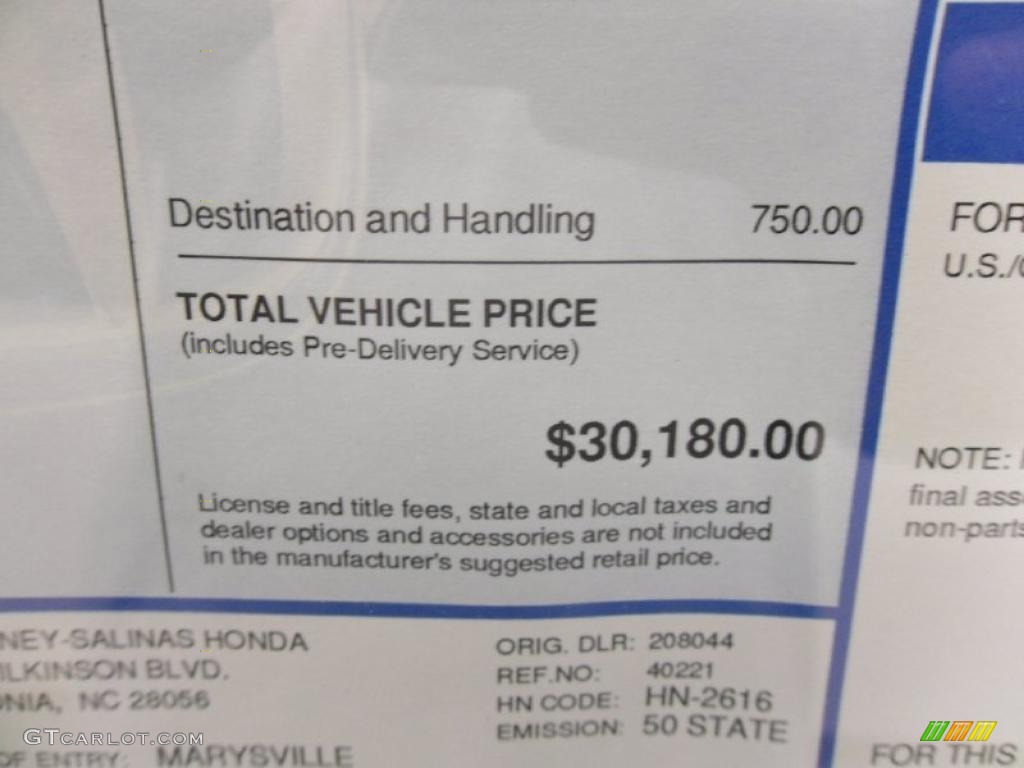 Destination and Handling 750.00
TOTAL VEHICLE PRICE
(includes Pre-Delivery Service)
$30,180.00
License and title fees, state and local taxes and
dealer options and accessories are not included
in the manufacturer's suggested retail price.
NEY-SALINAS HONDA
ILKINSON BLVD.
NIA, NC 28056
OF ENTRY: MARYSVILLE
ORIG. DLR: 208044
REF.NO: 40221
HN CODE: HN-2616
EMISSION: 50 STATE
FOR
U.S./
NOTE:
final ass
non-parts
FOR THIS
GTCARLOT.COM